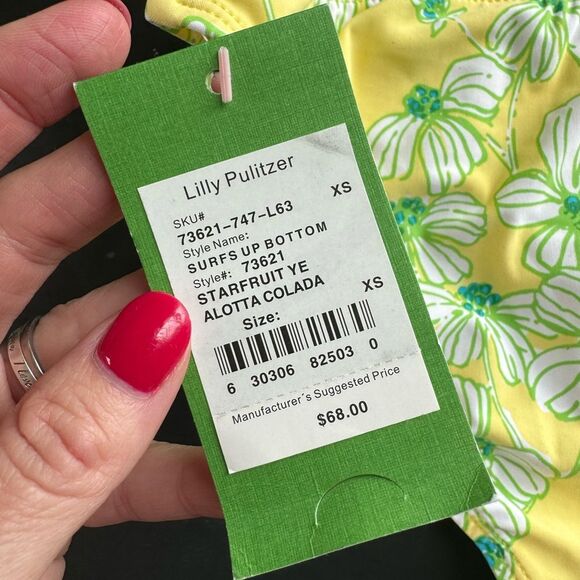 Lilly Pulitzer
SKU# XS
73621-747-L63
Style Name:
SURFS UP BOTTOM
Style#: 73621
STARFRUIT YE
ALOTTA COLADA
Size: XS
6 30306 82503 0
Manufacturer's Suggested Price
$68.00